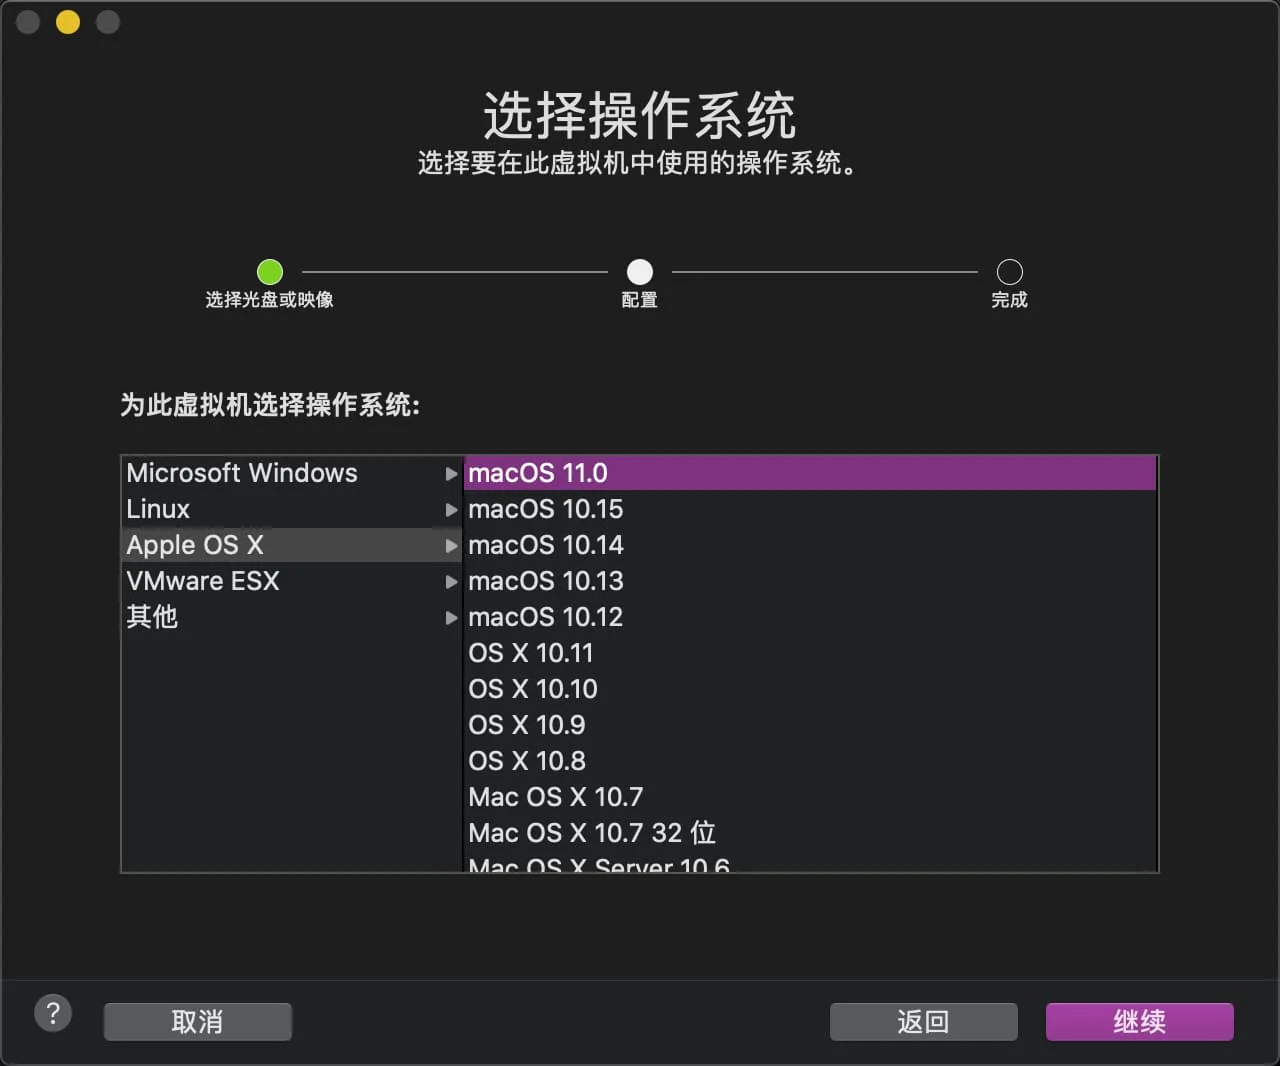 选择操作系统
选择要在此虚拟机中使用的操作系统。
选择光盘或映像
配置
完成
为此虚拟机选择操作系统:
Microsoft Windows
Linux
Apple OS X
VMware ESX
其他
macOS 11.0
macOS 10.15
macOS 10.14
macOS 10.13
macOS 10.12
OS X 10.11
OS X 10.10
OS X 10.9
OS X 10.8
Mac OS X 10.7
Mac OS X 10.7 32 位
Mac OS X Server 10.6
?
取消
返回
继续